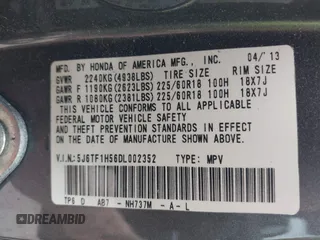 MFD. BY HONDA OF AMERICA MFG., INC. 04/13
GVWR 2240KG(4938LBS) TIRE SIZE RIM SIZE
GAWR F 1190KG(2623LBS) 225/60R18 100H 18X7J
GAWR R 1080KG(2381LBS) 225/60R18 100H 18X7J
THIS VEHICLE CONFORMS TO ALL APPLICABLE
FEDERAL MOTOR VEHICLE SAFETY AND THEFT
PREVENTION STANDARDS IN EFFECT ON THE DATE
OF MANUFACTURE SHOWN ABOVE.
V.I.N: 5J6TF1H56DL002352 TYPE: MPV
TP6 D AB7 - NH737M - A - L
DREAMBID